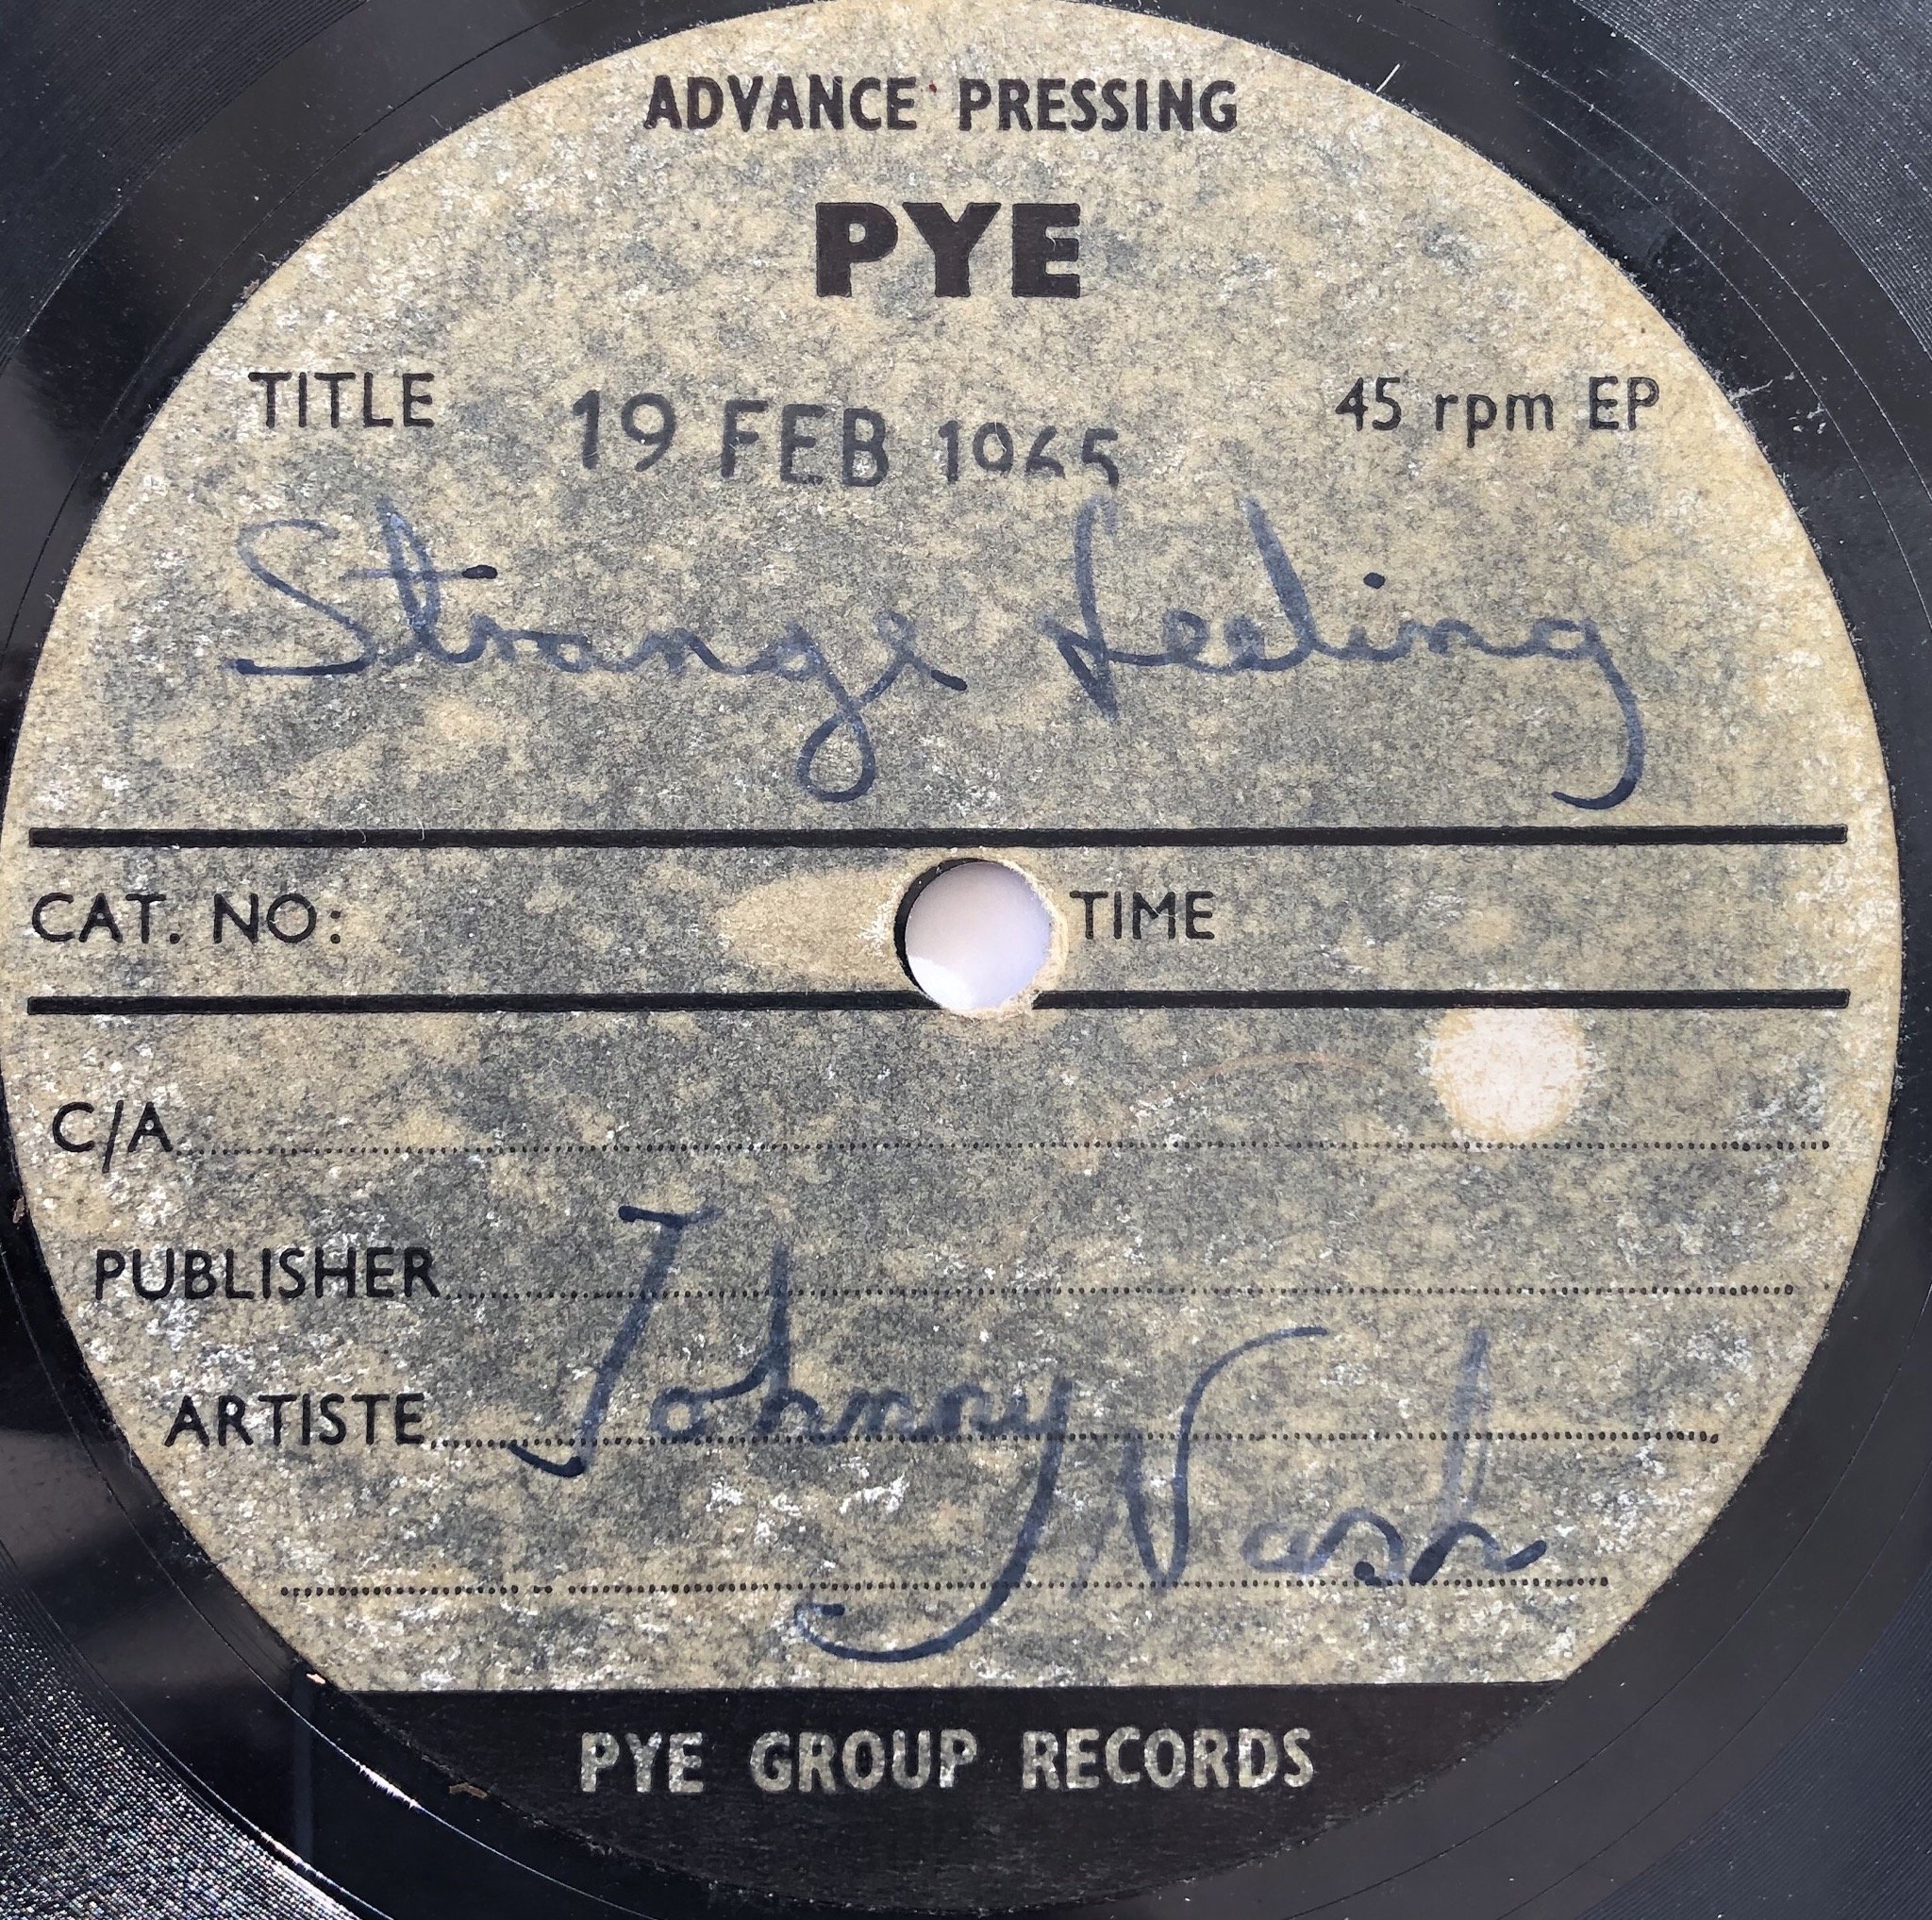 ADVANCE PRESSING
PYE
TITLE 19 FEB 1965 45 rpm EP
Strange feeling
CAT. NO: TIME
C/A
PUBLISHER
ARTISTE Johnny Nash
PYE GROUP RECORDS